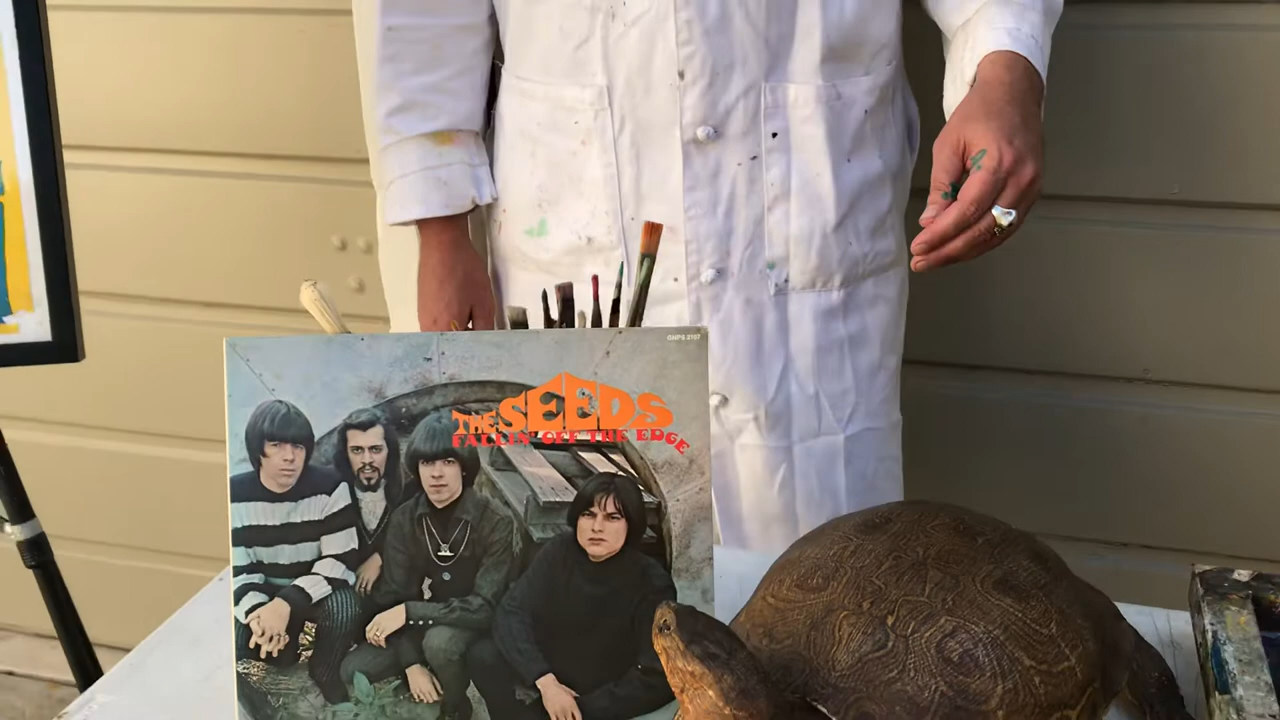 GNPS 2107
THE SEEDS
FALLIN' OFF THE EDGE